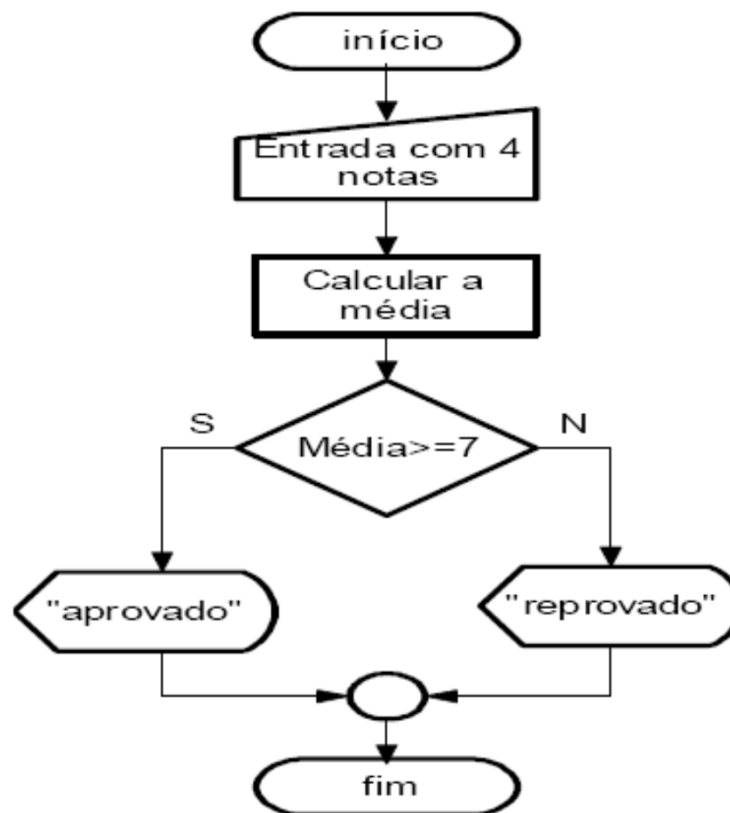 início
Entrada com 4
notas
Calcular a
média
Média>=7
S
N
"aprovado"
"reprovado"
fim